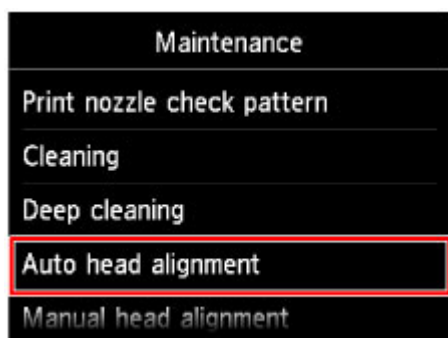 Maintenance
Print nozzle check pattern
Cleaning
Deep cleaning
Auto head alignment
Manual head alignment